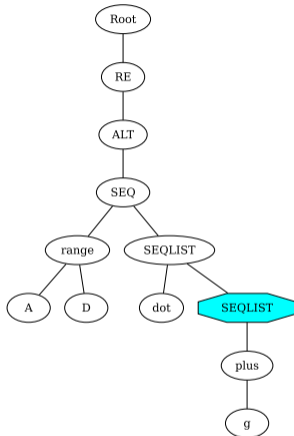 Root
RE
ALT
SEQ
range SEQLIST
A D dot SEQLIST
plus
g